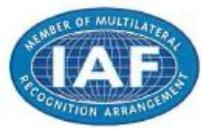 MEMBER OF MULTILATERAL
IAF
RECOGNITION ARRANGEMENT